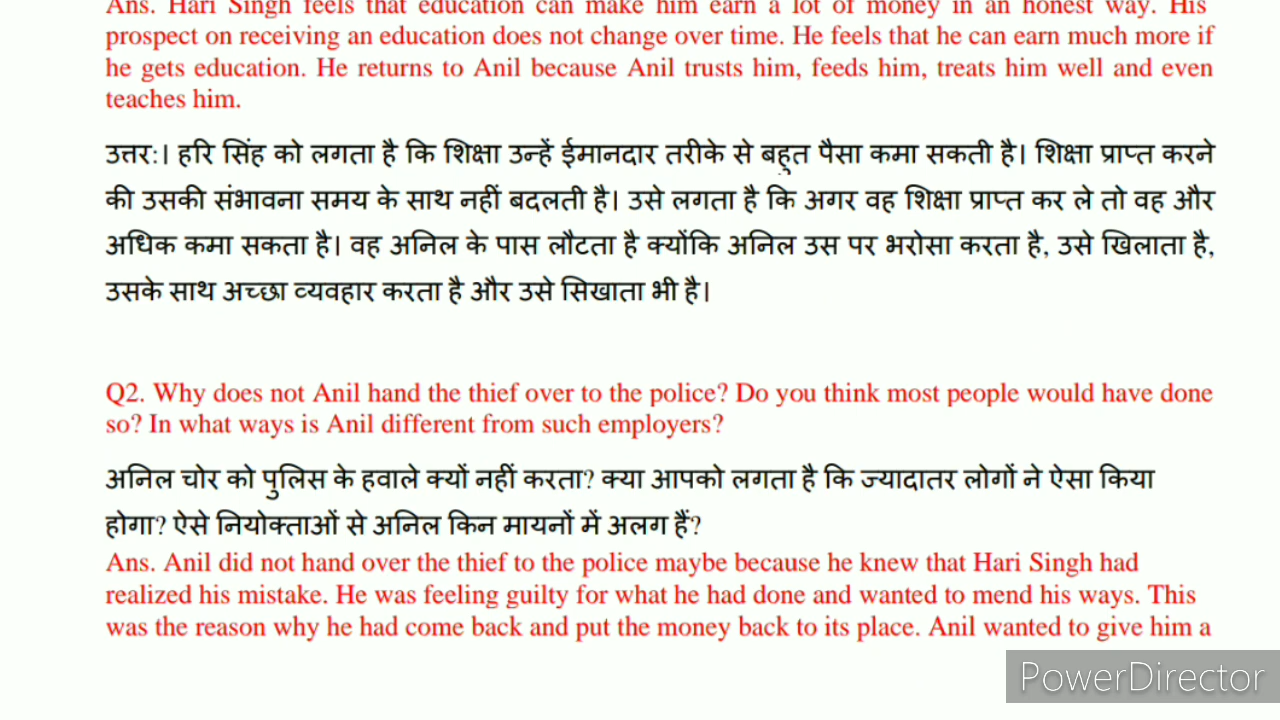 Ans. Hari Singh feels that education can make him earn a lot of money in an honest way. His
prospect on receiving an education does not change over time. He feels that he can earn much more if
he gets education. He returns to Anil because Anil trusts him, feeds him, treats him well and even
teaches him.
उत्तर:। हरि सिंह को लगता है कि शिक्षा उन्हें ईमानदार तरीके से बहुत पैसा कमा सकती है। शिक्षा प्राप्त करने
की उसकी संभावना समय के साथ नहीं बदलती है। उसे लगता है कि अगर वह शिक्षा प्राप्त कर ले तो वह और
अधिक कमा सकता है। वह अनिल के पास लौटता है क्योंकि अनिल उस पर भरोसा करता है, उसे खिलाता है,
उसके साथ अच्छा व्यवहार करता है और उसे सिखाता भी है।
Q2. Why does not Anil hand the thief over to the police? Do you think most people would have done
so? In what ways is Anil different from such employers?
अनिल चोर को पुलिस के हवाले क्यों नहीं करता? क्या आपको लगता है कि ज्यादातर लोगों ने ऐसा किया
होगा? ऐसे नियोक्ताओं से अनिल किन मायनों में अलग हैं?
Ans. Anil did not hand over the thief to the police maybe because he knew that Hari Singh had
realized his mistake. He was feeling guilty for what he had done and wanted to mend his ways. This
was the reason why he had come back and put the money back to its place. Anil wanted to give him a
PowerDirector